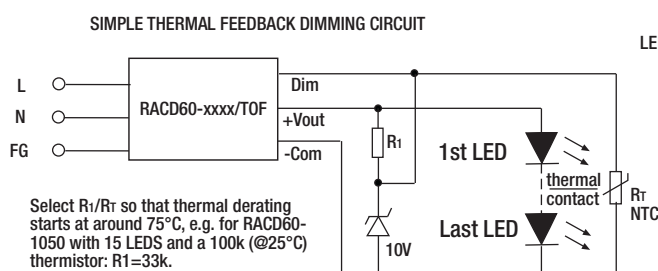 SIMPLE THERMAL FEEDBACK DIMMING CIRCUIT
LE
L
N
FG
RACD60-xxxx/TOF
Dim
+Vout
-Com
R1
1st LED
thermal
contact
RT
NTC
Last LED
10V
Select R1/RT so that thermal derating
starts at around 75°C, e.g. for RACD60-
1050 with 15 LEDS and a 100k (@25°C)
thermistor: R1=33k.